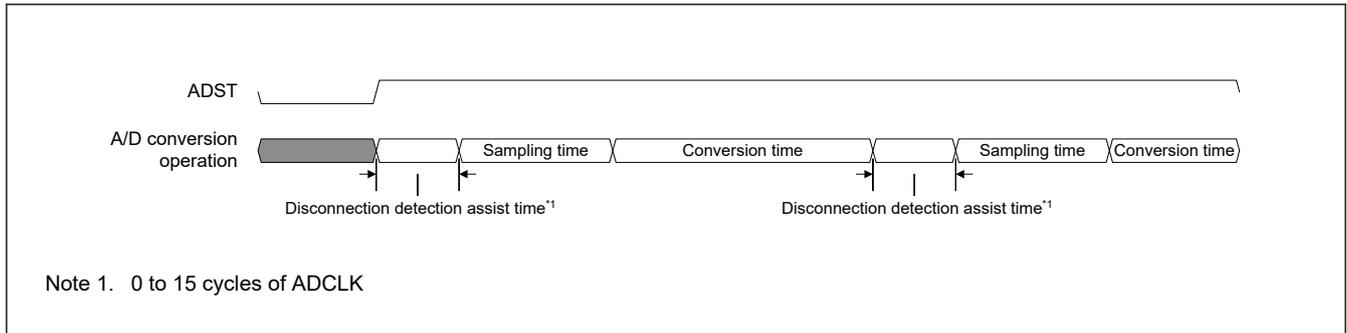 ADST
A/D conversion
operation
Sampling time
Conversion time
Sampling time
Conversion time
Disconnection detection assist time*1
Disconnection detection assist time*1
Note 1. 0 to 15 cycles of ADCLK